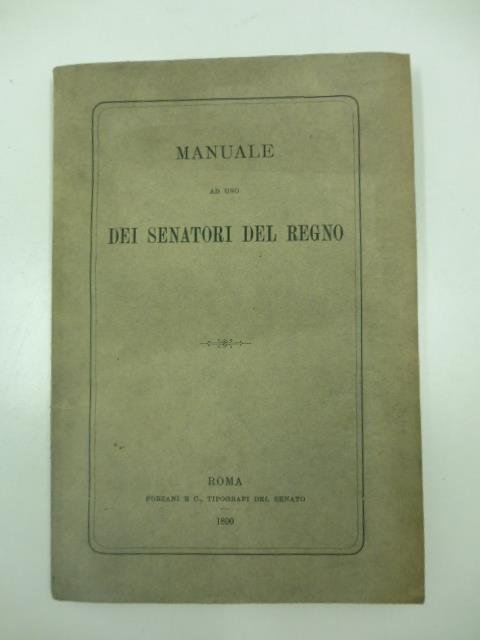 MANUALE
AD USO
DEI SENATORI DEL REGNO
ROMA
FORZANI E C., TIPOGRAFI DEL SENATO
1890